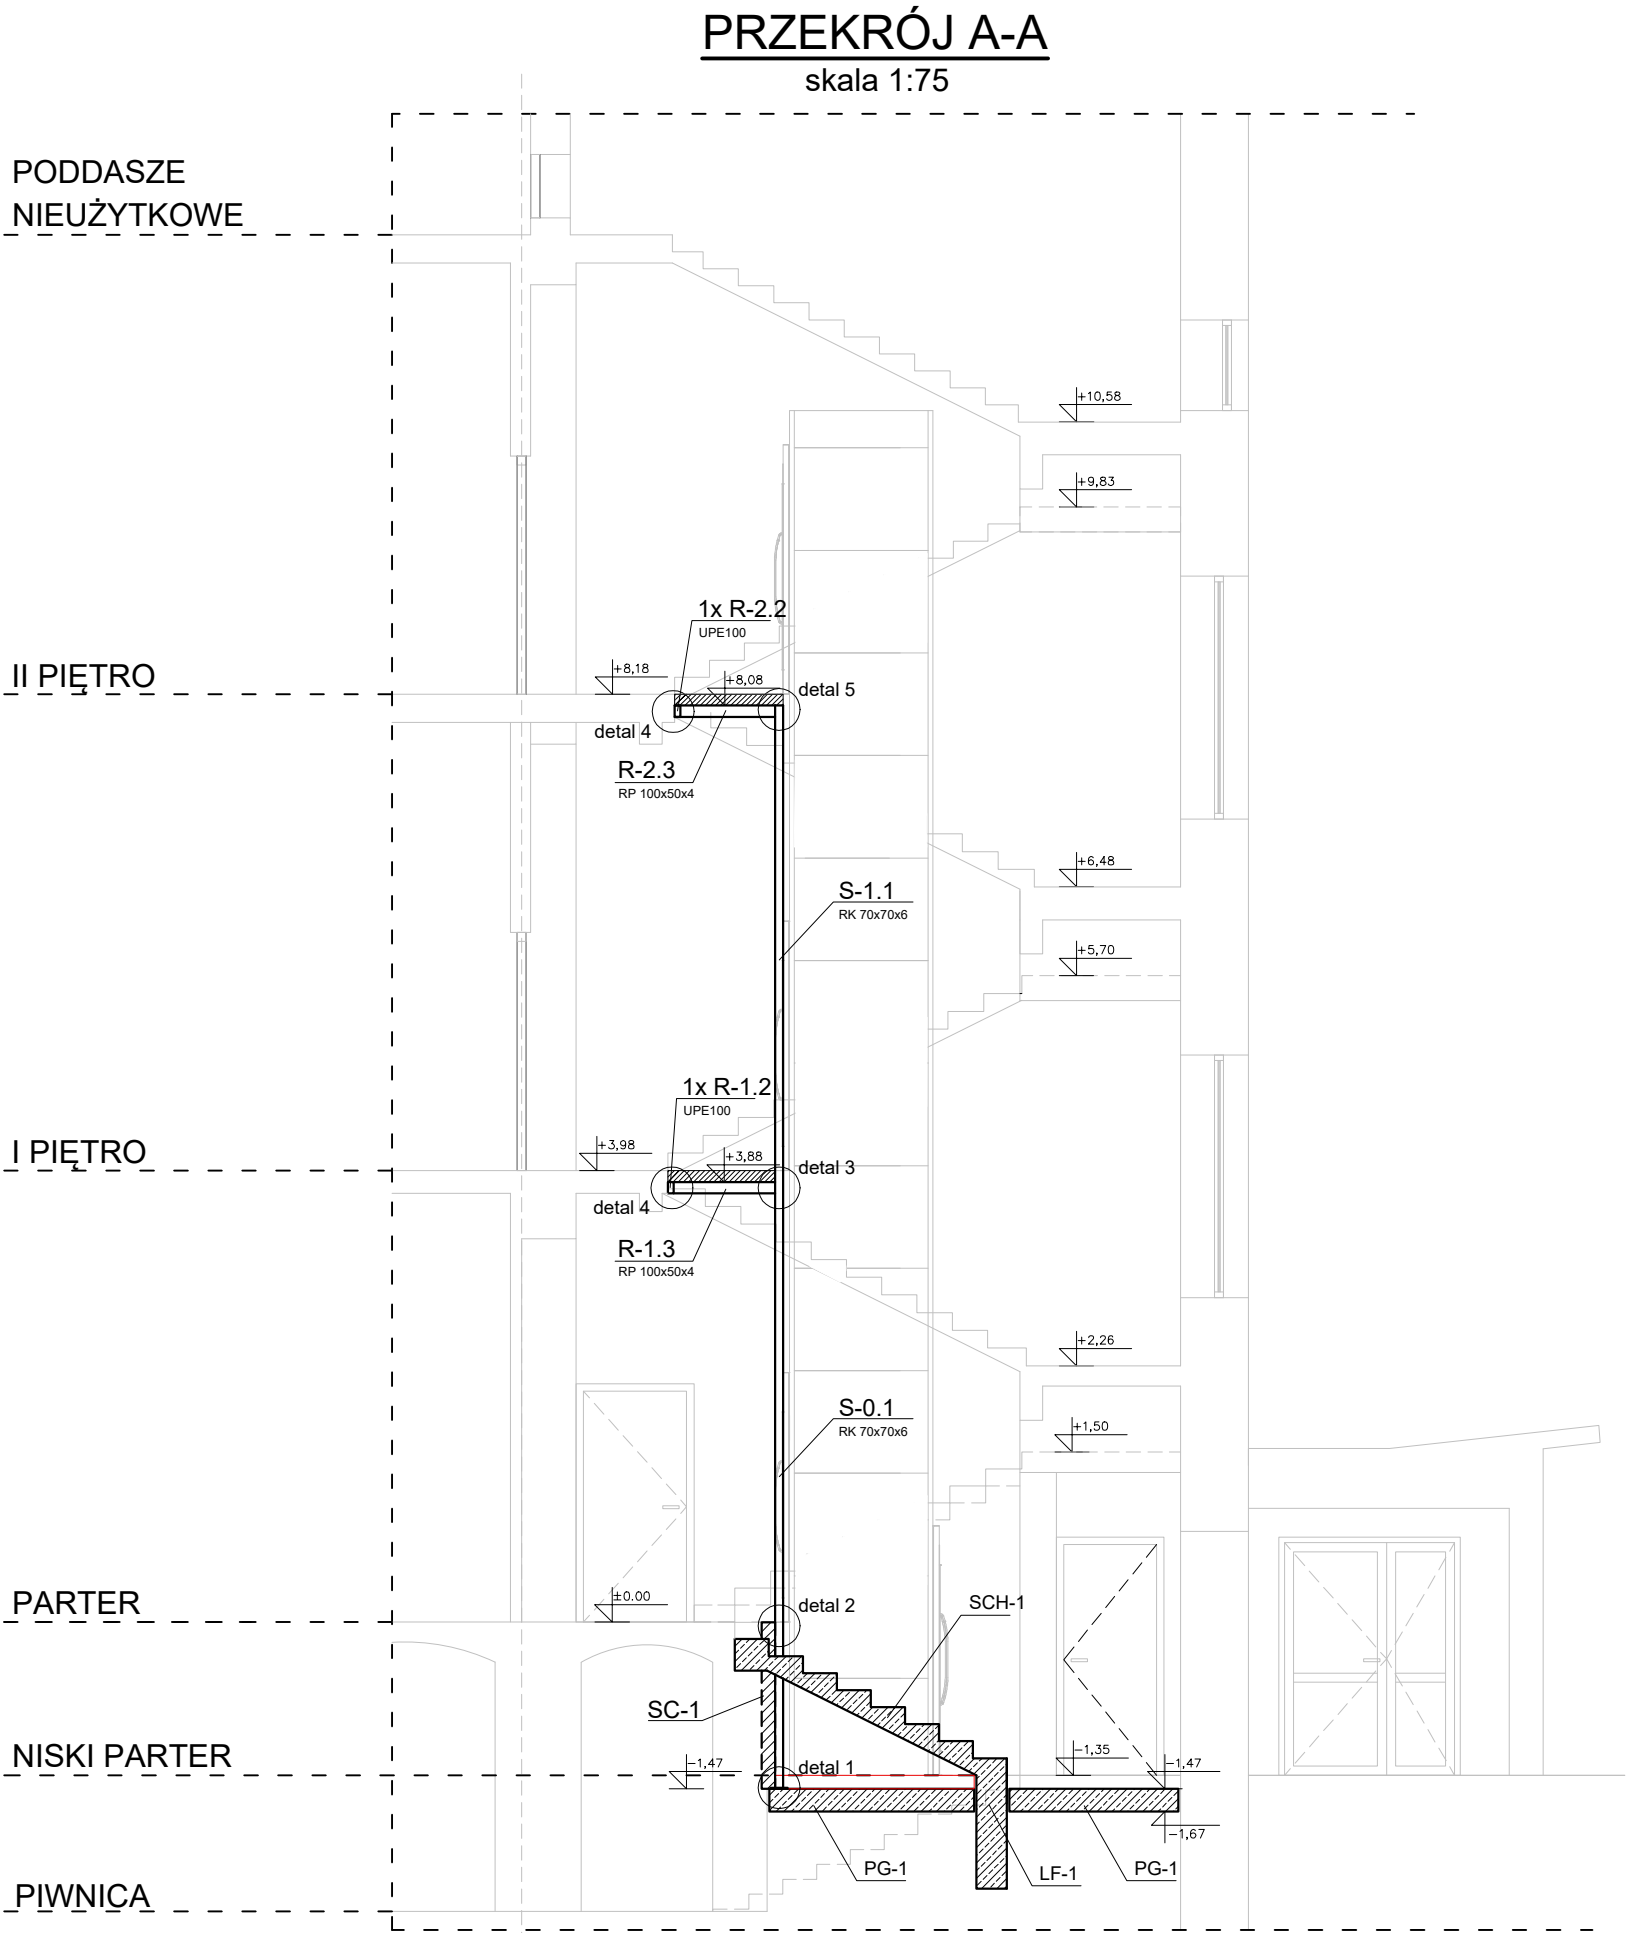 PRZEKRÓJ A-A
skala 1:75
PODDASZE
NIEUŻYTKOWE
+10,58
+9,83
1x R-2.2
UPE100
II PIĘTRO
+8,18
+8,08
detal 5
detal 4
R-2.3
RP 100x50x4
+6,48
S-1.1
RK 70x70x6
+5,70
1x R-1.2
UPE100
I PIĘTRO
+3,98
+3,88
detal 3
detal 4
R-1.3
RP 100x50x4
+2,26
S-0.1
RK 70x70x6
+1,50
PARTER
±0.00
detal 2
SCH-1
SC-1
NISKI PARTER
-1,47
detal 1
-1,35
-1,47
-1,67
PG-1
LF-1
PG-1
PIWNICA